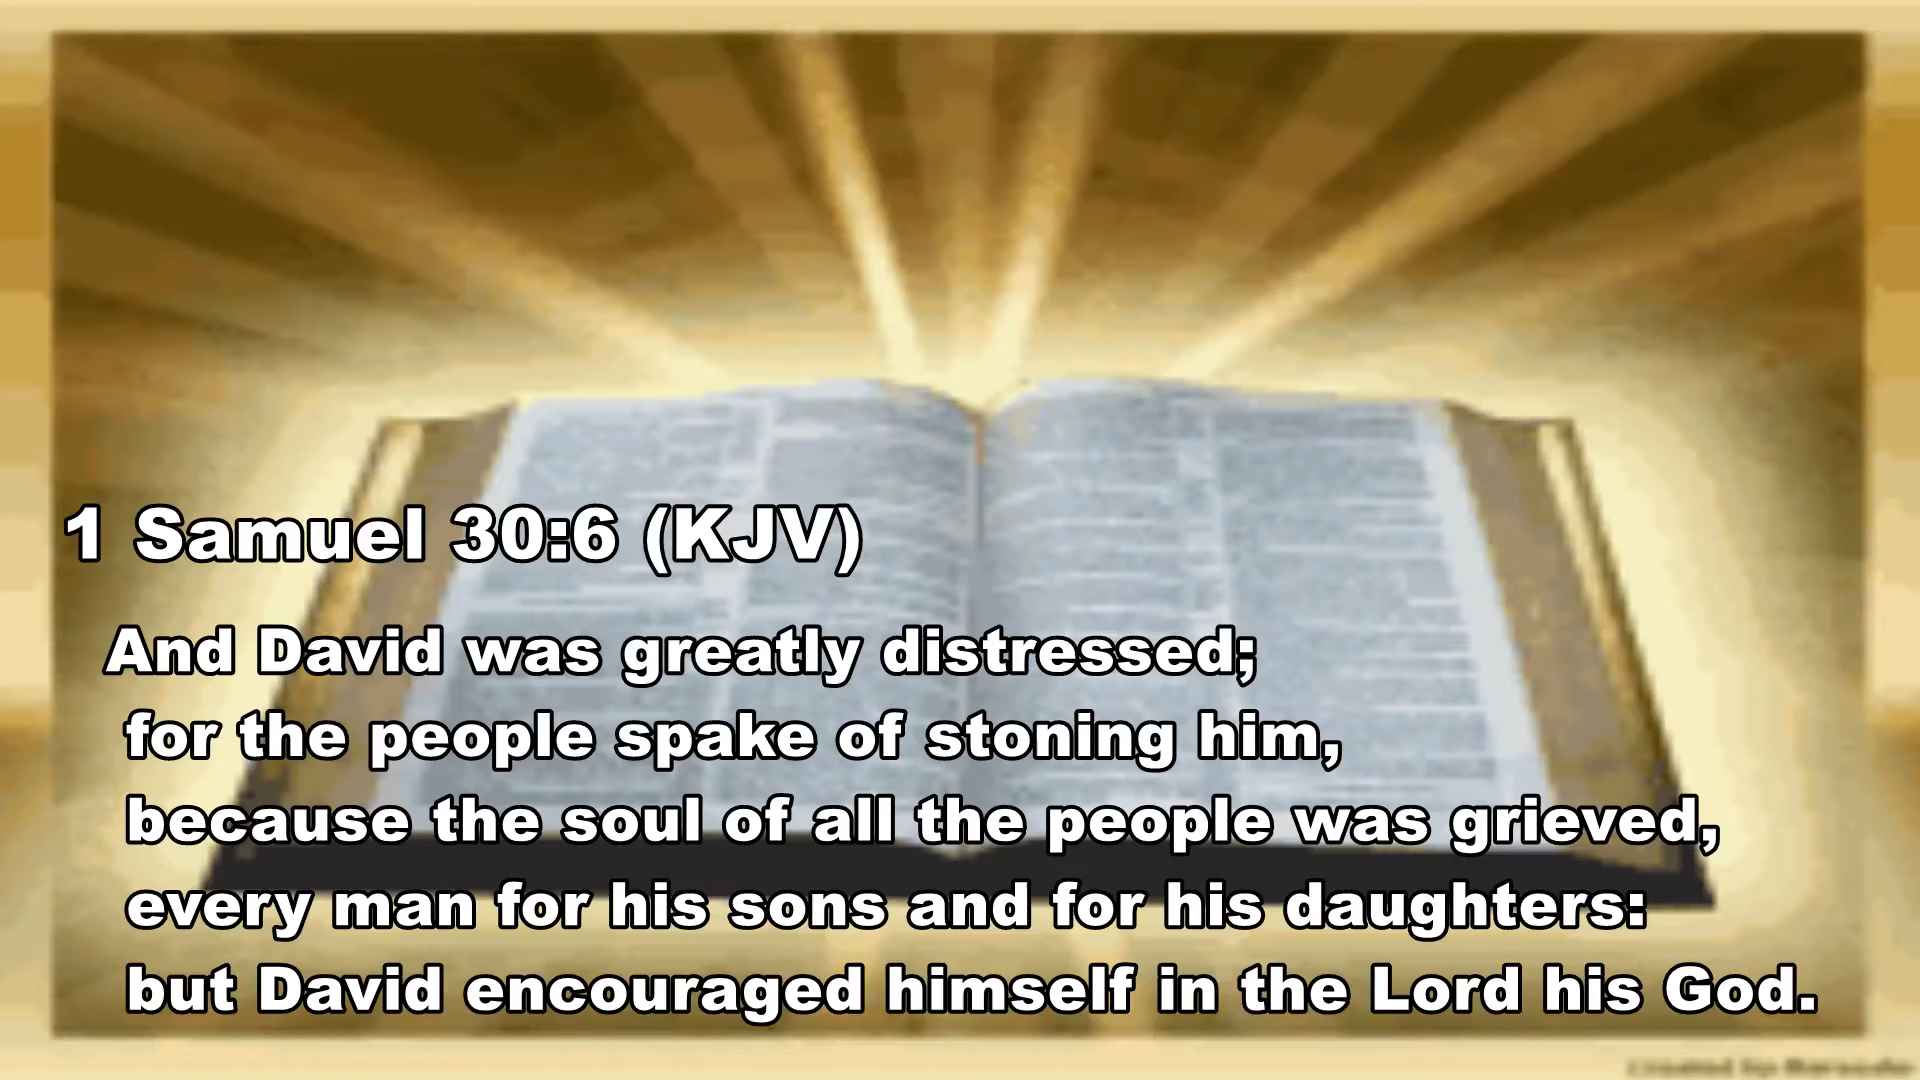 1 Samuel 30:6 (KJV)
And David was greatly distressed;
for the people spake of stoning him,
because the soul of all the people was grieved,
every man for his sons and for his daughters:
but David encouraged himself in the Lord his God.